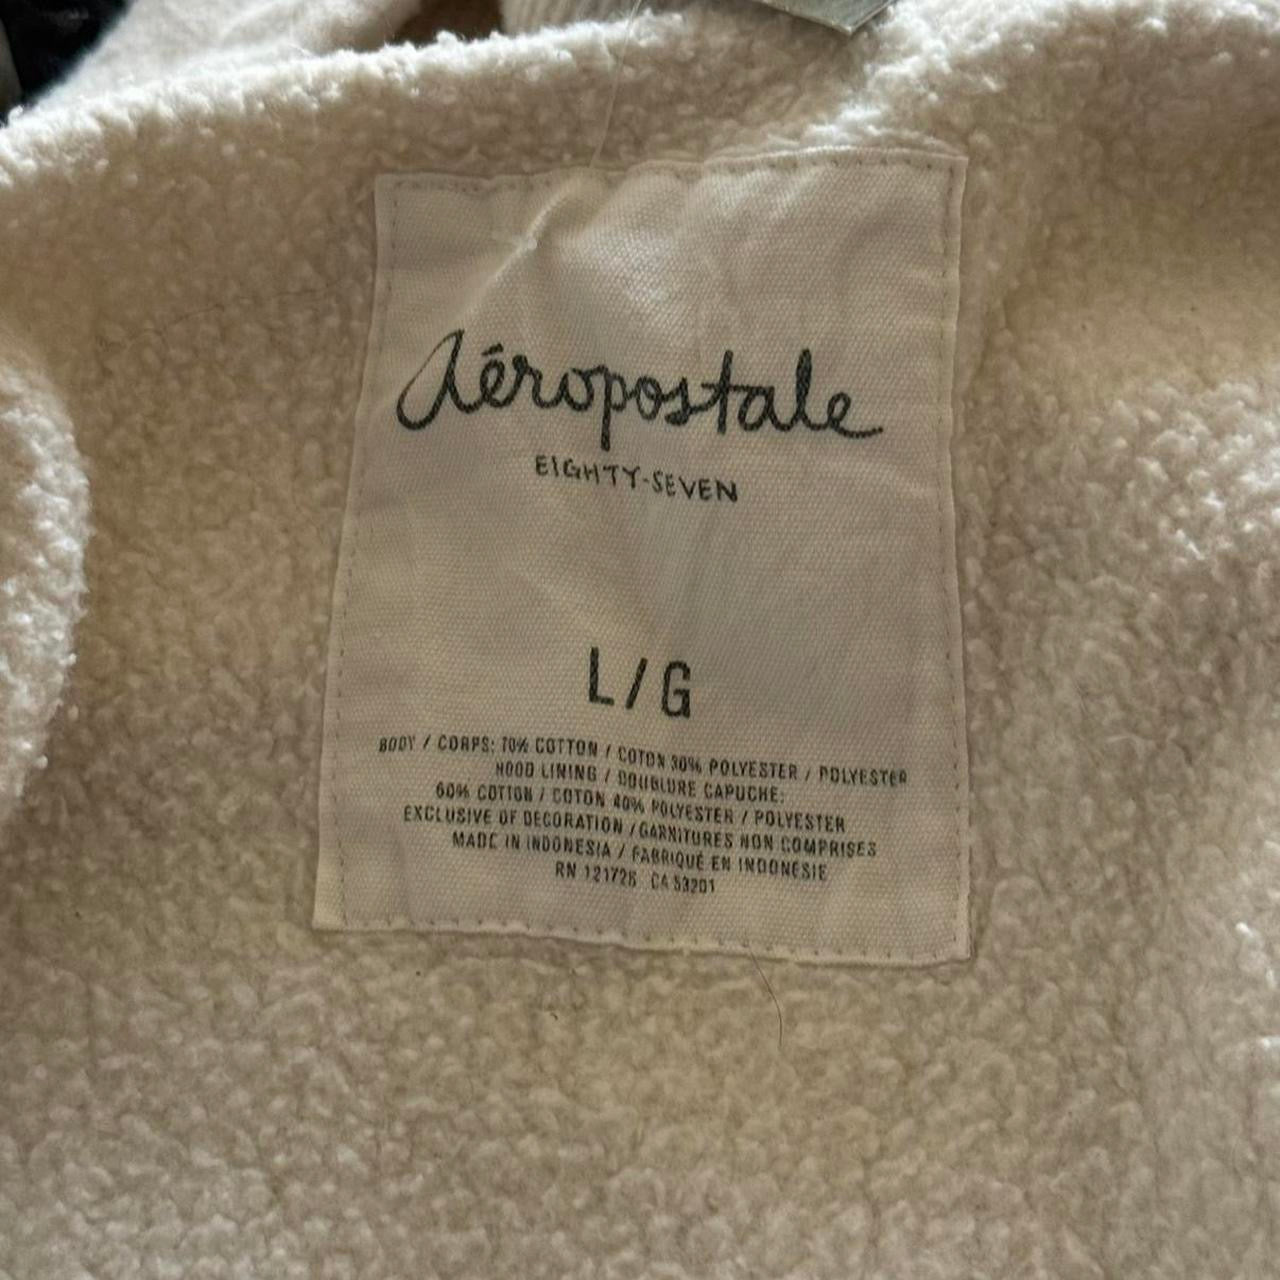 Aéropostale
EIGHTY-SEVEN
L/G
BODY / CORPS: 70% COTTON / COTON 30% POLYESTER / POLYESTER
HOOD LINING / DOUBLURE CAPUCHE:
60% COTTON / COTON 40% POLYESTER / POLYESTER
EXCLUSIVE OF DECORATION / GARNITURES NON COMPRISES
MADE IN INDONESIA / FABRIQUÉ EN INDONÉSIE
RN 121726 CA 53201